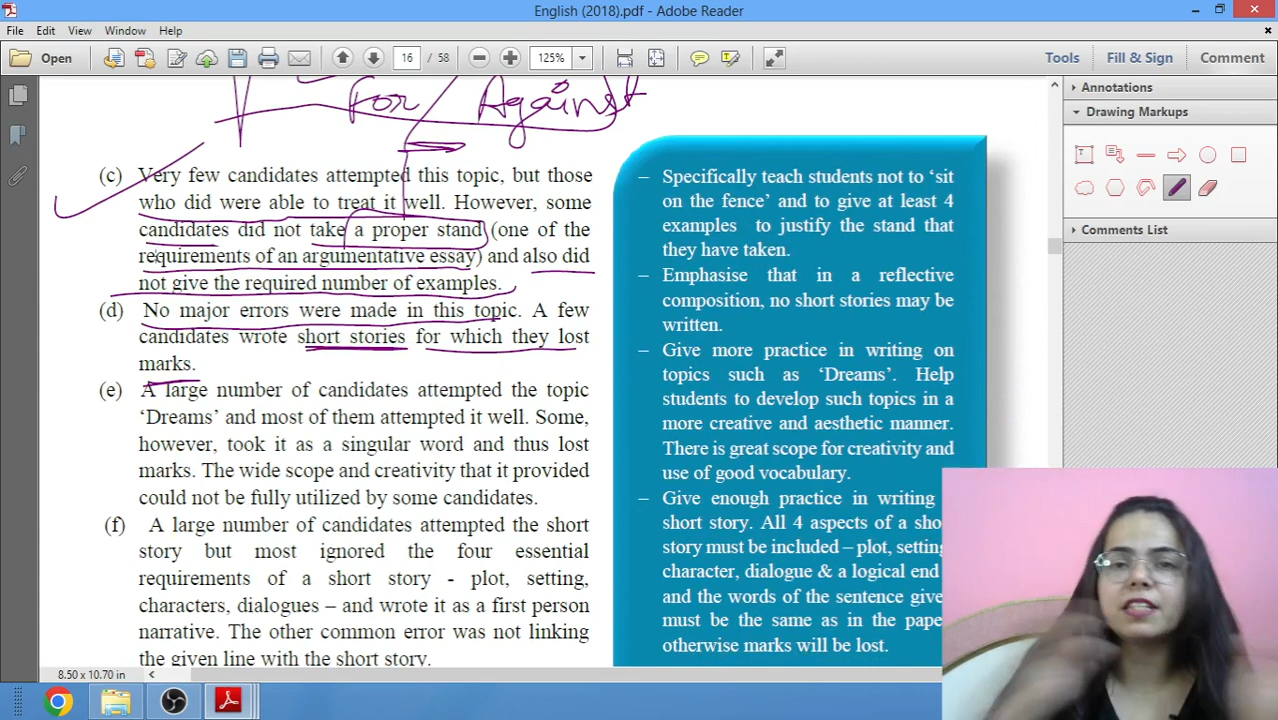 English (2018).pdf - Adobe Reader
File Edit View Window Help
Open 16 / 58 125% Tools Fill & Sign Comment
For / Against
(c) Very few candidates attempted this topic, but those
who did were able to treat it well. However, some
candidates did not take a proper stand (one of the
requirements of an argumentative essay) and also did
not give the required number of examples.
(d) No major errors were made in this topic. A few
candidates wrote short stories for which they lost
marks.
(e) A large number of candidates attempted the topic
‘Dreams’ and most of them attempted it well. Some,
however, took it as a singular word and thus lost
marks. The wide scope and creativity that it provided
could not be fully utilized by some candidates.
(f) A large number of candidates attempted the short
story but most ignored the four essential
requirements of a short story - plot, setting,
characters, dialogues – and wrote it as a first person
narrative. The other common error was not linking
the given line with the short story.
– Specifically teach students not to ‘sit
on the fence’ and to give at least 4
examples to justify the stand that
they have taken.
– Emphasise that in a reflective
composition, no short stories may be
written.
– Give more practice in writing on
topics such as ‘Dreams’. Help
students to develop such topics in a
more creative and aesthetic manner.
There is great scope for creativity and
use of good vocabulary.
– Give enough practice in writing
short story. All 4 aspects of a sho
story must be included – plot, setting
character, dialogue & a logical end
and the words of the sentence give
must be the same as in the pape
otherwise marks will be lost.
Annotations
Drawing Markups
Comments List
8.50 x 10.70 in